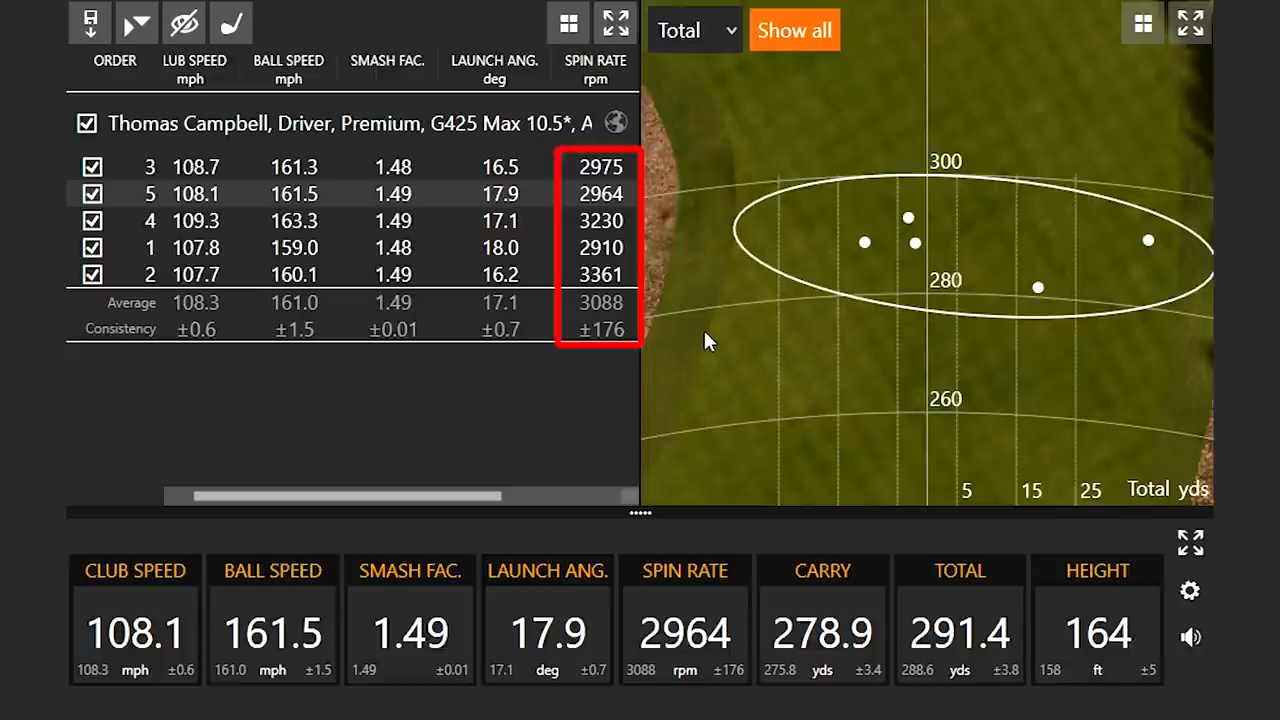 ORDER LUB SPEED BALL SPEED SMASH FAC. LAUNCH ANG. SPIN RATE
mph mph deg rpm
Thomas Campbell, Driver, Premium, G425 Max 10.5*, A
3 108.7 161.3 1.48 16.5 2975
5 108.1 161.5 1.49 17.9 2964
4 109.3 163.3 1.49 17.1 3230
1 107.8 159.0 1.48 18.0 2910
2 107.7 160.1 1.49 16.2 3361
Average 108.3 161.0 1.49 17.1 3088
Consistency ±0.6 ±1.5 ±0.01 ±0.7 ±176
Total Show all
300
280
260
5 15 25 Total yds
CLUB SPEED BALL SPEED SMASH FAC. LAUNCH ANG. SPIN RATE CARRY TOTAL HEIGHT
108.1 161.5 1.49 17.9 2964 278.9 291.4 164
108.3 mph ±0.6 161.0 mph ±1.5 1.49 ±0.01 17.1 deg ±0.7 3088 rpm ±176 275.8 yds ±3.4 288.6 yds ±3.8 158 ft ±5